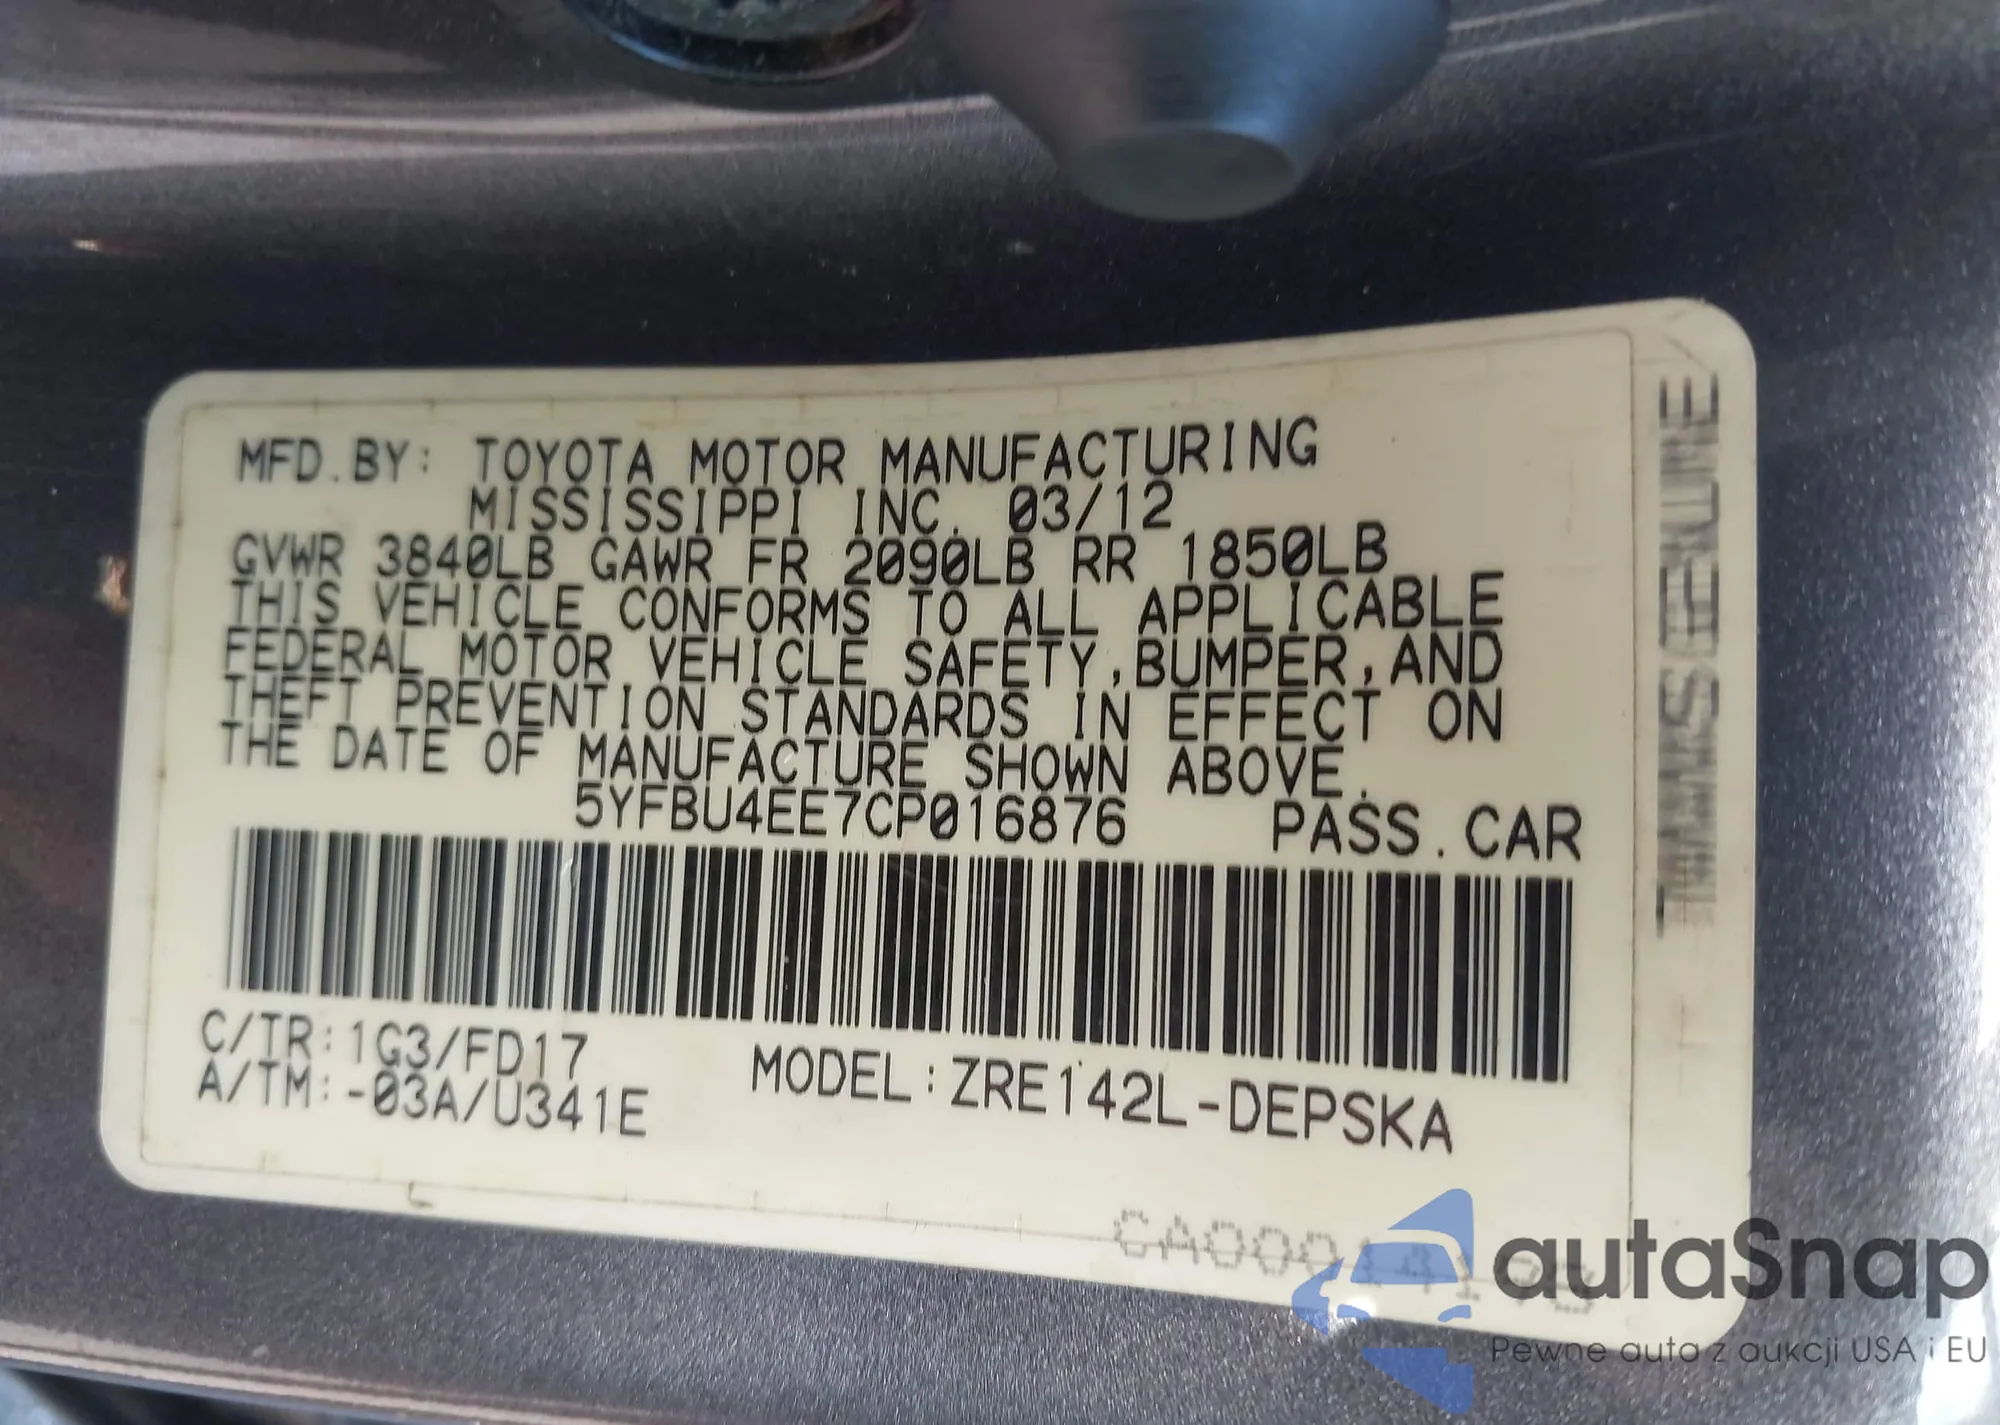 MFD.BY: TOYOTA MOTOR MANUFACTURING
MISSISSIPPI INC. 03/12
GVWR 3840LB GAWR FR 2090LB RR 1850LB
THIS VEHICLE CONFORMS TO ALL APPLICABLE
FEDERAL MOTOR VEHICLE SAFETY,BUMPER,AND
THEFT PREVENTION STANDARDS IN EFFECT ON
THE DATE OF MANUFACTURE SHOWN ABOVE.
5YFBU4EE7CP016876 PASS.CAR
C/TR:1G3/FD17
A/TM:-03A/U341E
MODEL:ZRE142L-DEPSKA
autaSnap
Pewne auta z aukcji USA i EU